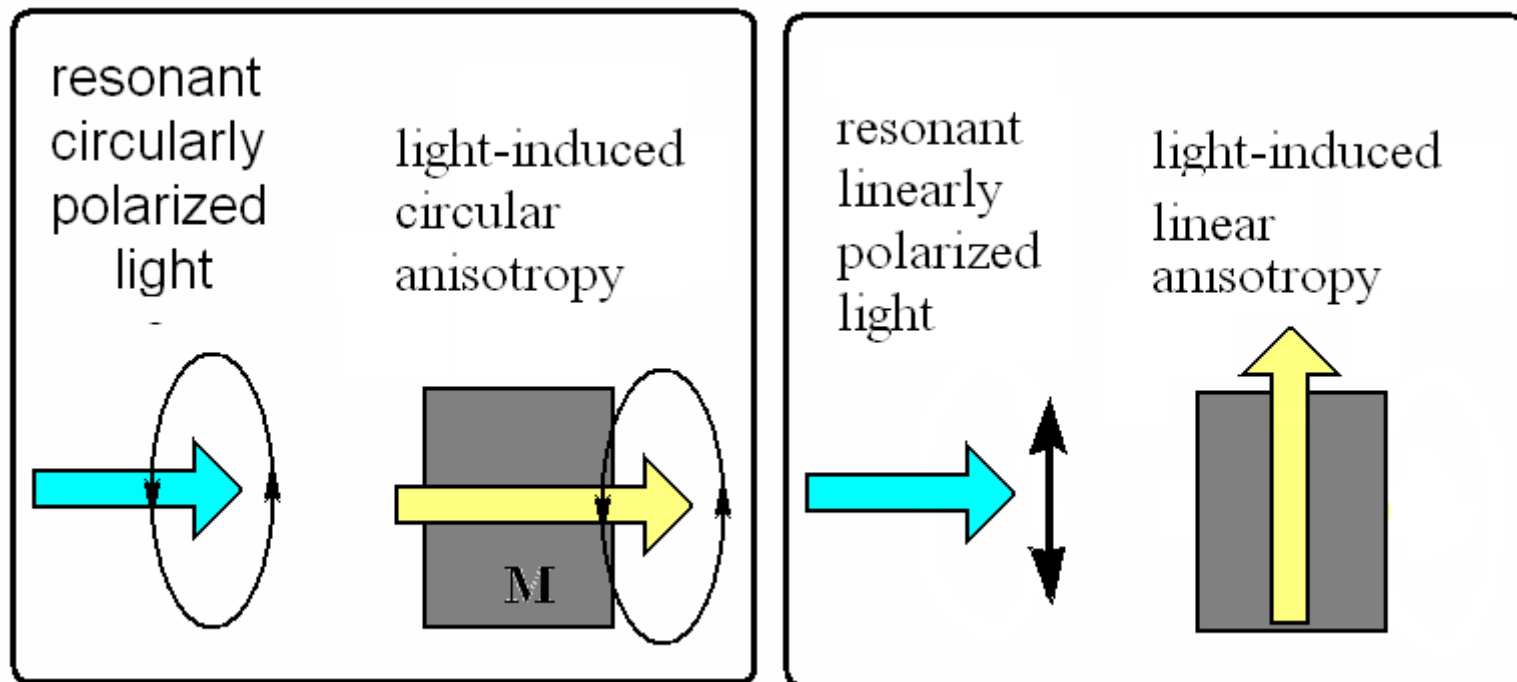 resonant
circularly
polarized
light
light-induced
circular
anisotropy
M
resonant
linearly
polarized
light
light-induced
linear
anisotropy